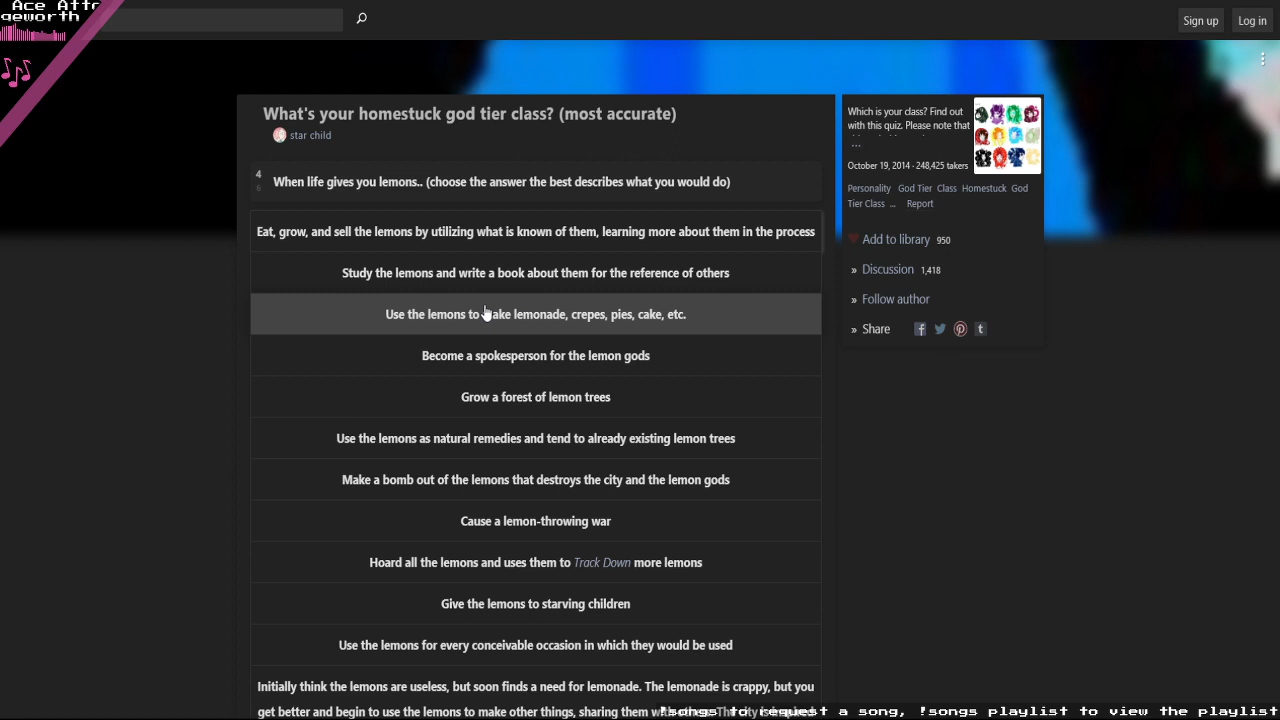 Ace Atto
geworth
Sign up
Log in
What's your homestuck god tier class? (most accurate)
star child
4
6
When life gives you lemons.. (choose the answer the best describes what you would do)
Eat, grow, and sell the lemons by utilizing what is known of them, learning more about them in the process
Study the lemons and write a book about them for the reference of others
Use the lemons to make lemonade, crepes, pies, cake, etc.
Become a spokesperson for the lemon gods
Grow a forest of lemon trees
Use the lemons as natural remedies and tend to already existing lemon trees
Make a bomb out of the lemons that destroys the city and the lemon gods
Cause a lemon-throwing war
Hoard all the lemons and uses them to Track Down more lemons
Give the lemons to starving children
Use the lemons for every conceivable occasion in which they would be used
Initially think the lemons are useless, but soon finds a need for lemonade. The lemonade is crappy, but you
get better and begin to use the lemons to make other things, sharing them
Which is your class? Find out
with this quiz. Please note that
...
October 19, 2014 · 248,425 takers
Personality God Tier Class Homestuck God
Tier Class ... Report
Add to library 950
» Discussion 1,418
» Follow author
» Share
!songs to request a song, !songs playlist to view the playlist